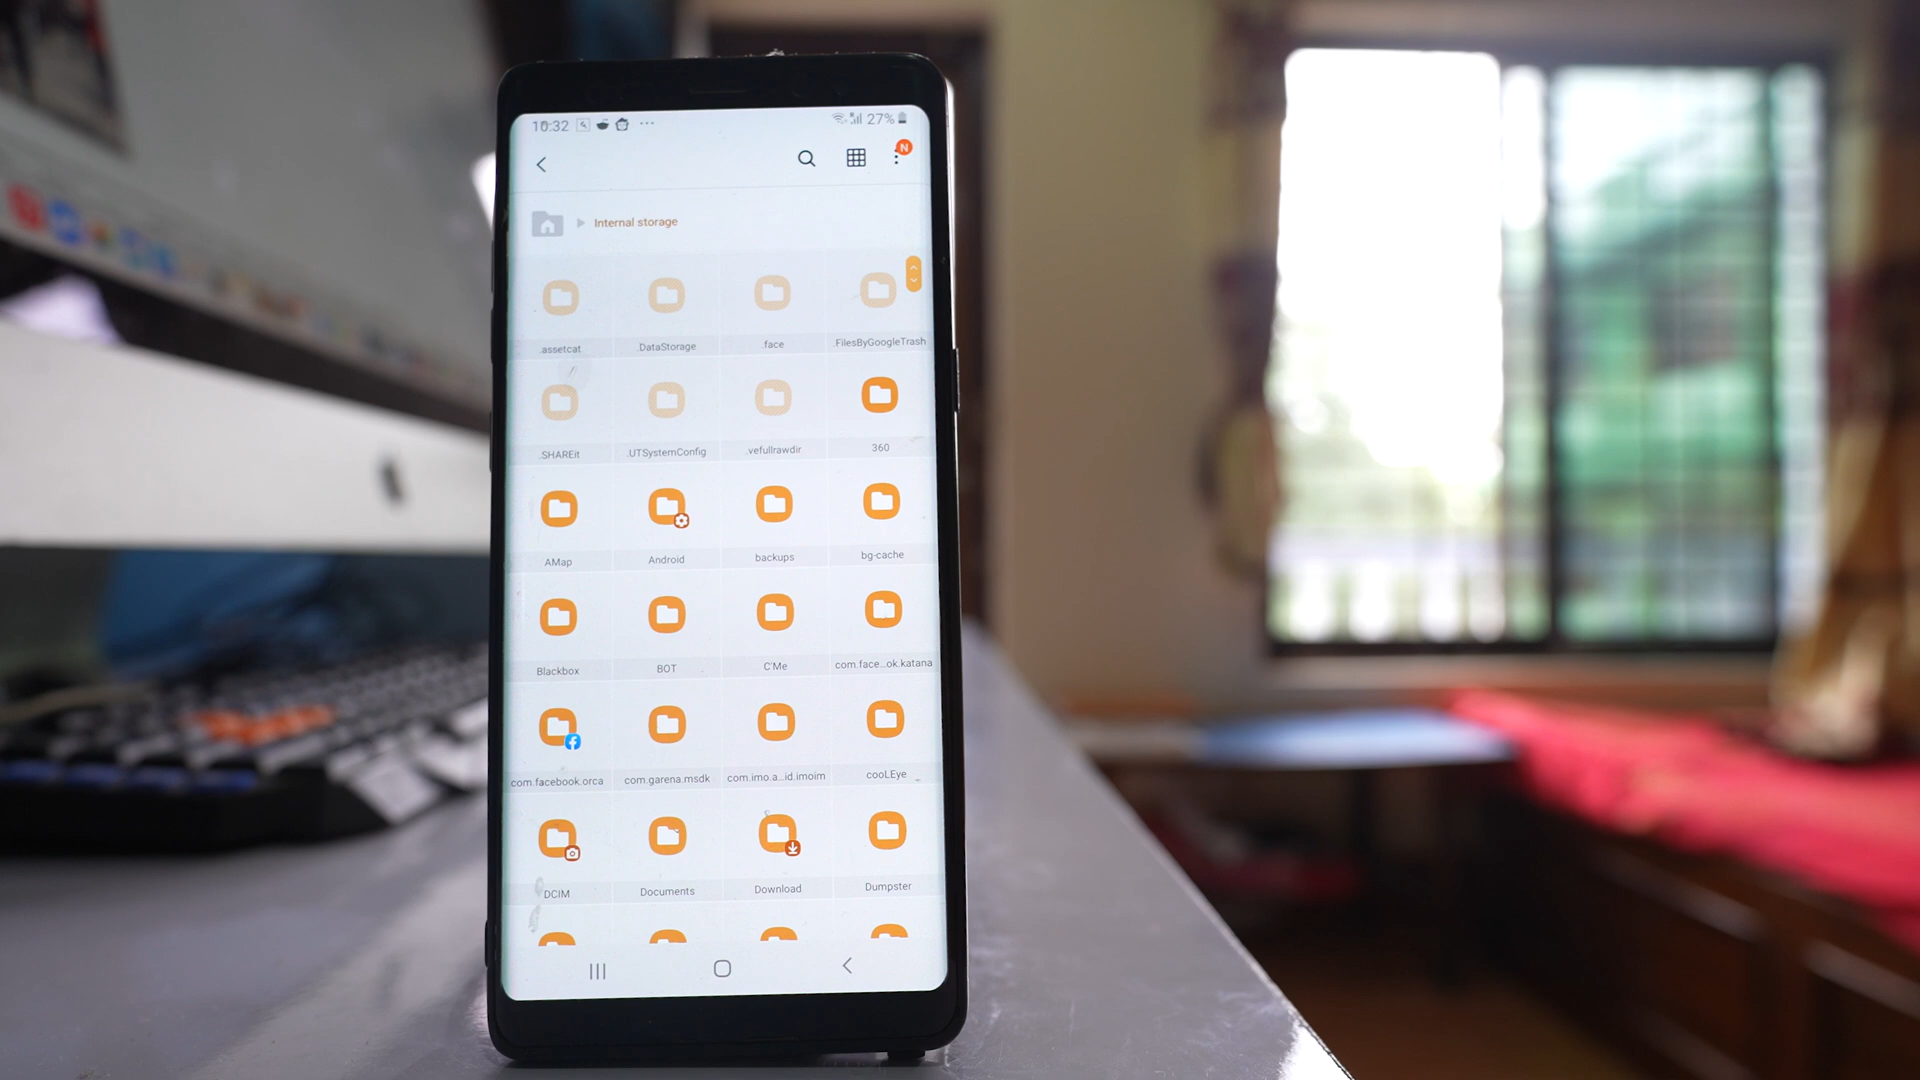 10:32 27%
N
Internal storage
.assetcat .DataStorage .face .FilesByGoogleTrash
.SHAREit .UTSystemConfig .vefullrawdir 360
AMap Android backups bg-cache
Blackbox BOT C'Me com.face...ok.katana
com.facebook.orca com.garena.msdk com.imo.a...id.imoim cooLEye
DCIM Documents Download Dumpster